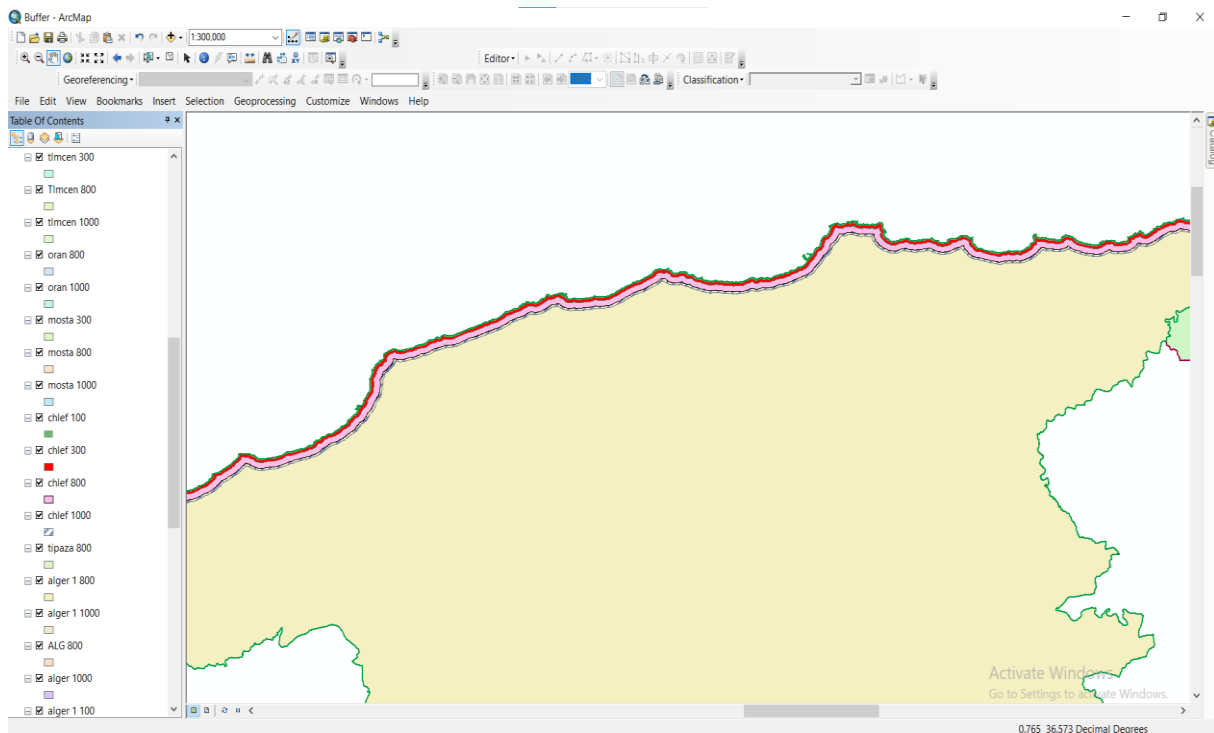 Buffer - ArcMap
1:300,000
Editor
Georeferencing
Classification
File Edit View Bookmarks Insert Selection Geoprocessing Customize Windows Help
Table Of Contents
Catalog
tlmcen 300
Tlmcen 800
tlmcen 1000
oran 800
oran 1000
mosta 300
mosta 800
mosta 1000
chlef 100
chlef 300
chlef 800
chlef 1000
tipaza 800
alger 1 800
alger 1 1000
ALG 800
alger 1000
alger 1 100
Activate Windows
Go to Settings to activate Windows.
0.765 36.573 Decimal Degrees